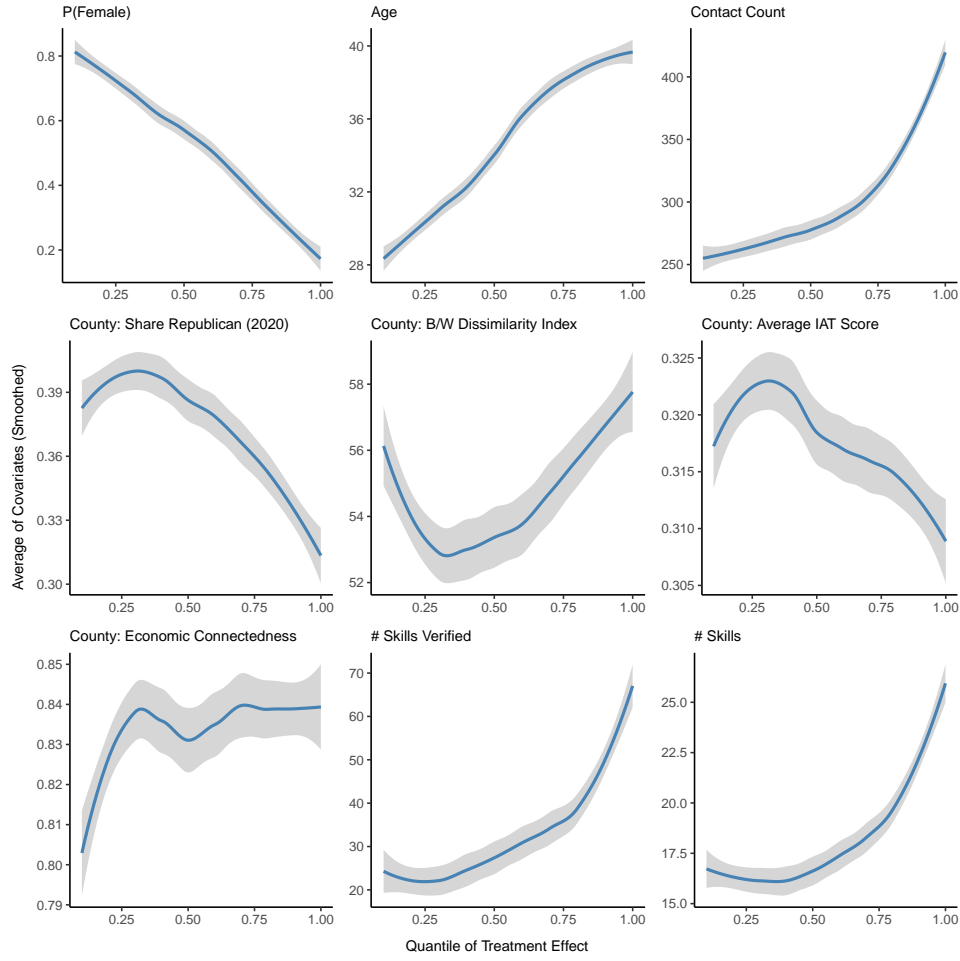 P(Female)
Age
Contact Count
0.8
0.6
0.4
0.2
0.25 0.50 0.75 1.00
40
36
32
28
0.25 0.50 0.75 1.00
400
350
300
250
0.25 0.50 0.75 1.00
County: Share Republican (2020)
County: B/W Dissimilarity Index
County: Average IAT Score
0.39
0.36
0.33
0.30
0.25 0.50 0.75 1.00
58
56
54
52
0.25 0.50 0.75 1.00
0.325
0.320
0.315
0.310
0.305
0.25 0.50 0.75 1.00
Average of Covariates (Smoothed)
County: Economic Connectedness
# Skills Verified
# Skills
0.85
0.84
0.83
0.82
0.81
0.80
0.79
0.25 0.50 0.75 1.00
70
60
50
40
30
20
0.25 0.50 0.75 1.00
25.0
22.5
20.0
17.5
15.0
0.25 0.50 0.75 1.00
Quantile of Treatment Effect